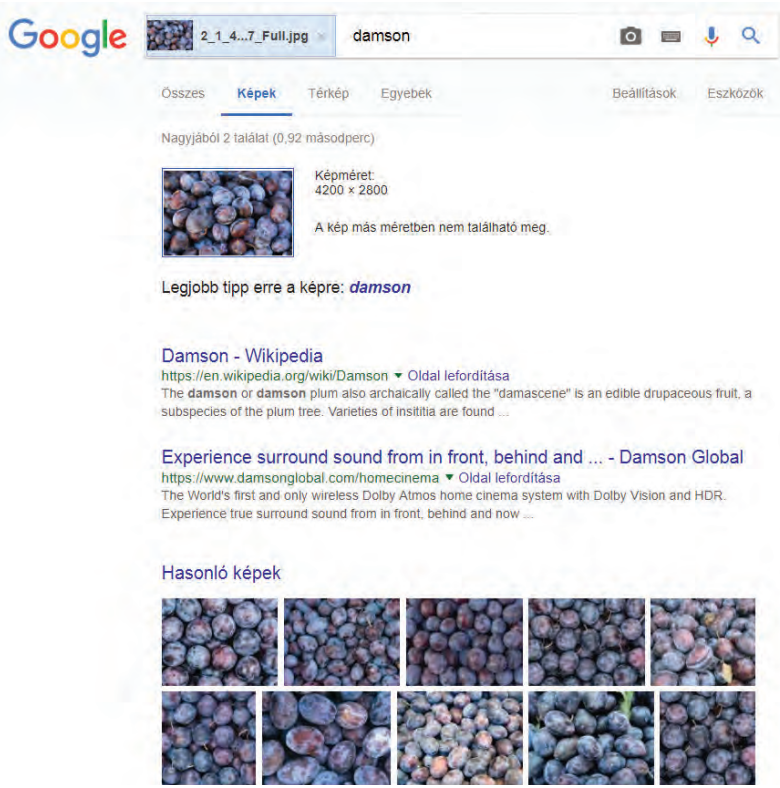 Google 2_1_4...7_Full.jpg × damson
Összes Képek Térkép Egyebek Beállítások Eszközök
Nagyjából 2 találat (0,92 másodperc)
Képméret:
4200 × 2800
A kép más méretben nem található meg.
Legjobb tipp erre a képre: damson
Damson - Wikipedia
https://en.wikipedia.org/wiki/Damson ▼ Oldal lefordítása
The damson or damson plum also archaically called the "damascene" is an edible drupaceous fruit, a
subspecies of the plum tree. Varieties of insititia are found ...
Experience surround sound from in front, behind and ... - Damson Global
https://www.damsonglobal.com/homecinema ▼ Oldal lefordítása
The World's first and only wireless Dolby Atmos home cinema system with Dolby Vision and HDR.
Experience true surround sound from in front, behind and now ...
Hasonló képek